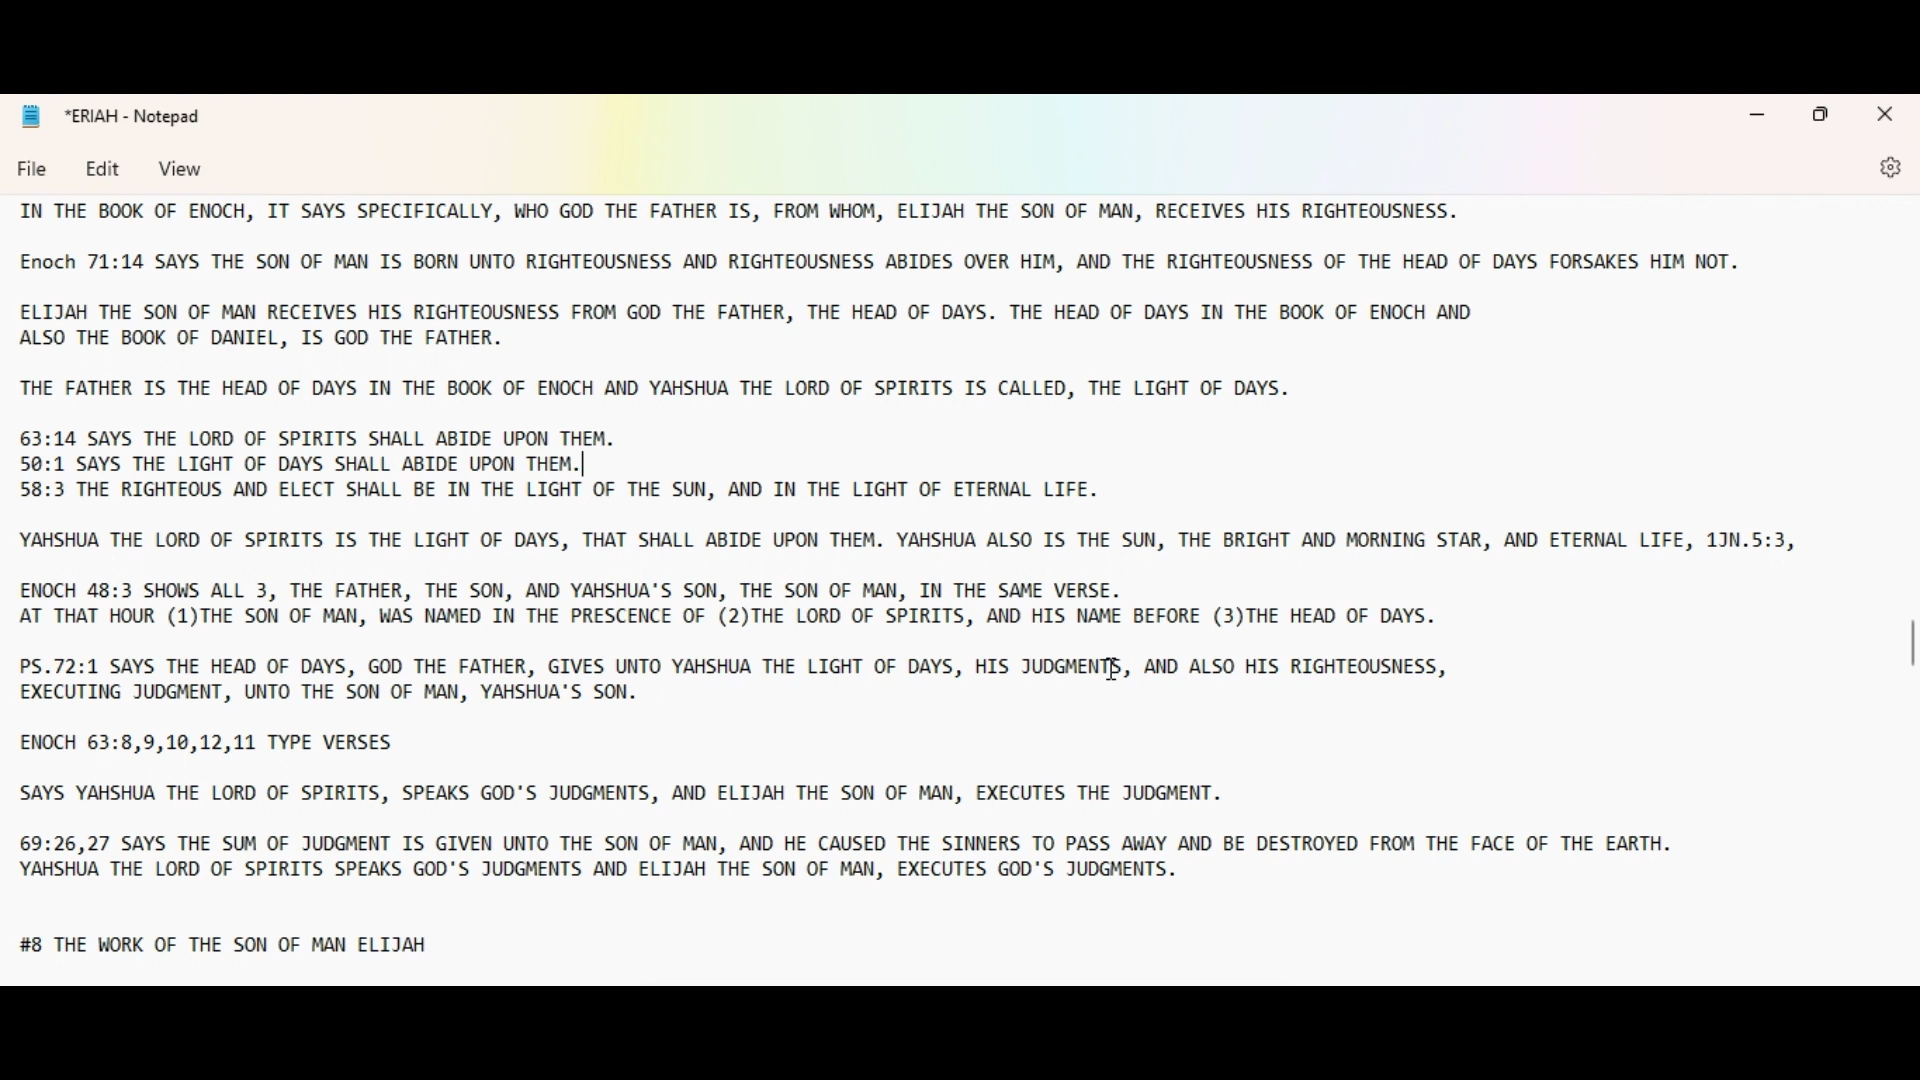 *ERIAH - Notepad
File Edit View
IN THE BOOK OF ENOCH, IT SAYS SPECIFICALLY, WHO GOD THE FATHER IS, FROM WHOM, ELIJAH THE SON OF MAN, RECEIVES HIS RIGHTEOUSNESS.
Enoch 71:14 SAYS THE SON OF MAN IS BORN UNTO RIGHTEOUSNESS AND RIGHTEOUSNESS ABIDES OVER HIM, AND THE RIGHTEOUSNESS OF THE HEAD OF DAYS FORSAKES HIM NOT.
ELIJAH THE SON OF MAN RECEIVES HIS RIGHTEOUSNESS FROM GOD THE FATHER, THE HEAD OF DAYS. THE HEAD OF DAYS IN THE BOOK OF ENOCH AND
ALSO THE BOOK OF DANIEL, IS GOD THE FATHER.
THE FATHER IS THE HEAD OF DAYS IN THE BOOK OF ENOCH AND YAHSHUA THE LORD OF SPIRITS IS CALLED, THE LIGHT OF DAYS.
63:14 SAYS THE LORD OF SPIRITS SHALL ABIDE UPON THEM.
50:1 SAYS THE LIGHT OF DAYS SHALL ABIDE UPON THEM.
58:3 THE RIGHTEOUS AND ELECT SHALL BE IN THE LIGHT OF THE SUN, AND IN THE LIGHT OF ETERNAL LIFE.
YAHSHUA THE LORD OF SPIRITS IS THE LIGHT OF DAYS, THAT SHALL ABIDE UPON THEM. YAHSHUA ALSO IS THE SUN, THE BRIGHT AND MORNING STAR, AND ETERNAL LIFE, 1JN.5:3,
ENOCH 48:3 SHOWS ALL 3, THE FATHER, THE SON, AND YAHSHUA'S SON, THE SON OF MAN, IN THE SAME VERSE.
AT THAT HOUR (1)THE SON OF MAN, WAS NAMED IN THE PRESCENCE OF (2)THE LORD OF SPIRITS, AND HIS NAME BEFORE (3)THE HEAD OF DAYS.
PS.72:1 SAYS THE HEAD OF DAYS, GOD THE FATHER, GIVES UNTO YAHSHUA THE LIGHT OF DAYS, HIS JUDGMENTS, AND ALSO HIS RIGHTEOUSNESS,
EXECUTING JUDGMENT, UNTO THE SON OF MAN, YAHSHUA'S SON.
ENOCH 63:8,9,10,12,11 TYPE VERSES
SAYS YAHSHUA THE LORD OF SPIRITS, SPEAKS GOD'S JUDGMENTS, AND ELIJAH THE SON OF MAN, EXECUTES THE JUDGMENT.
69:26,27 SAYS THE SUM OF JUDGMENT IS GIVEN UNTO THE SON OF MAN, AND HE CAUSED THE SINNERS TO PASS AWAY AND BE DESTROYED FROM THE FACE OF THE EARTH.
YAHSHUA THE LORD OF SPIRITS SPEAKS GOD'S JUDGMENTS AND ELIJAH THE SON OF MAN, EXECUTES GOD'S JUDGMENTS.
#8 THE WORK OF THE SON OF MAN ELIJAH